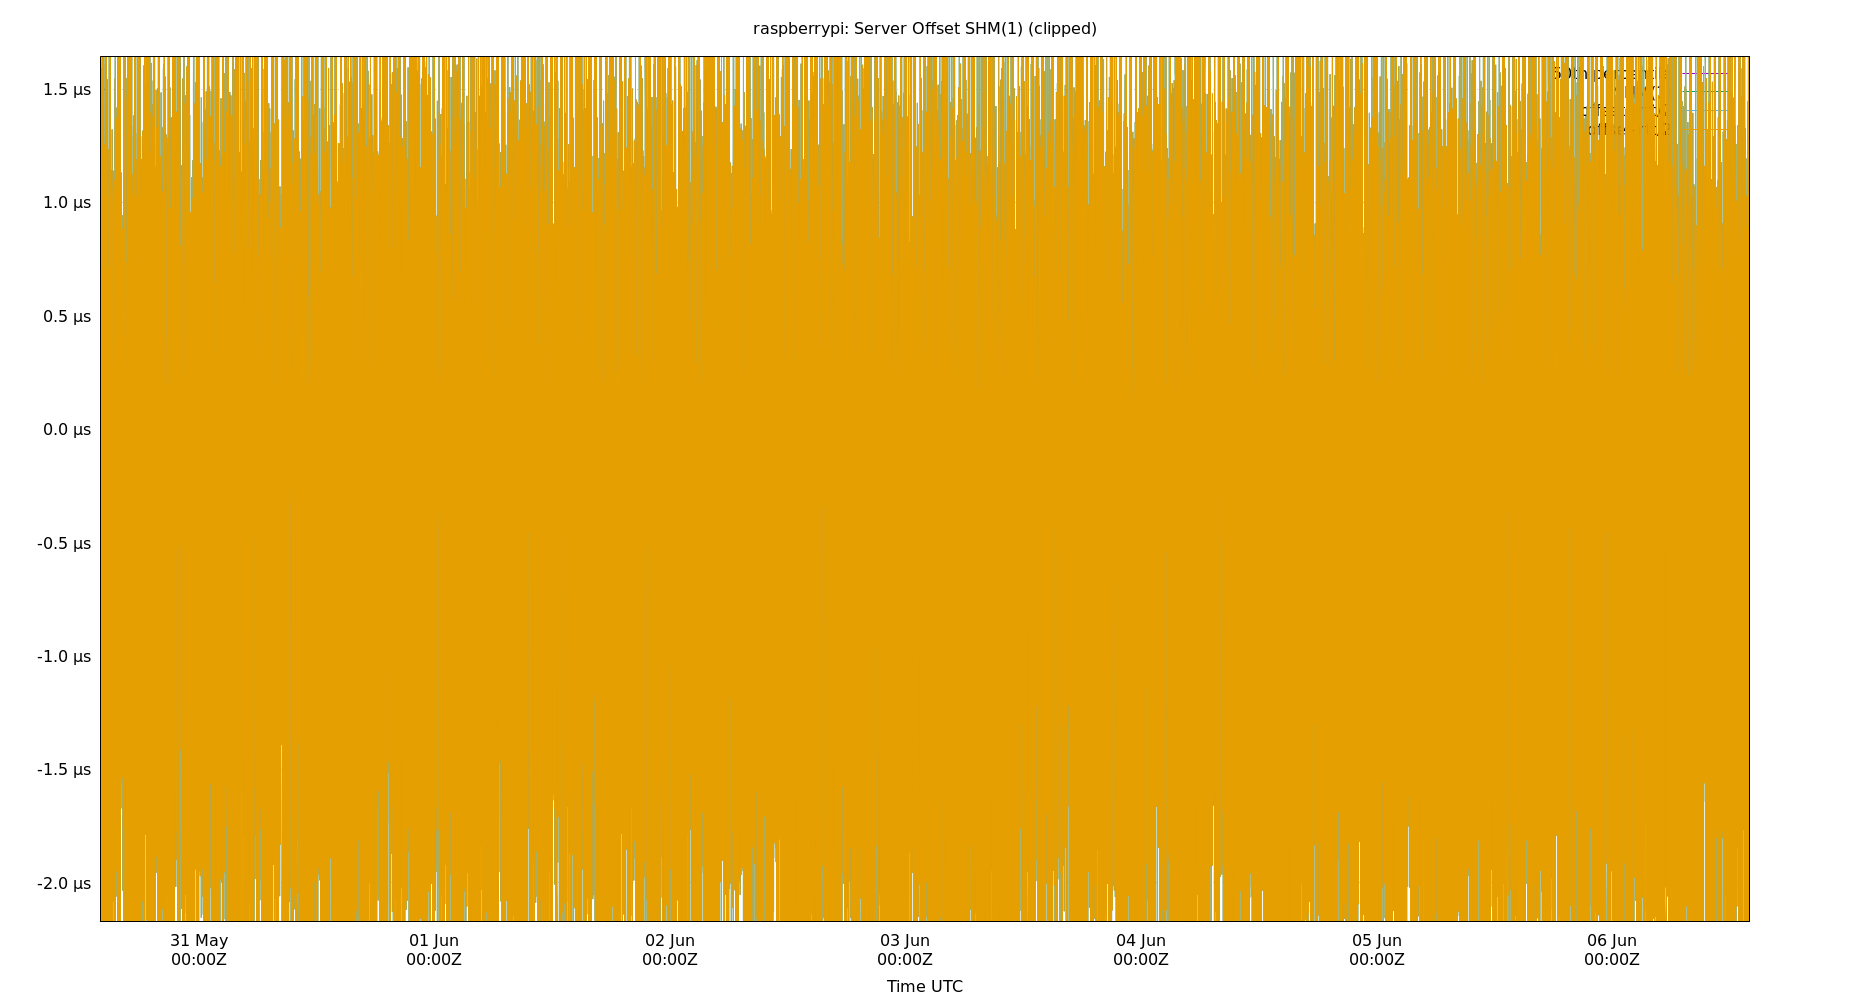 raspberrypi: Server Offset SHM(1) (clipped)
1.5 µs
1.0 µs
0.5 µs
0.0 µs
-0.5 µs
-1.0 µs
-1.5 µs
-2.0 µs
31 May 01 Jun 02 Jun 03 Jun 04 Jun 05 Jun 06 Jun
00:00Z 00:00Z 00:00Z 00:00Z 00:00Z 00:00Z 00:00Z
Time UTC